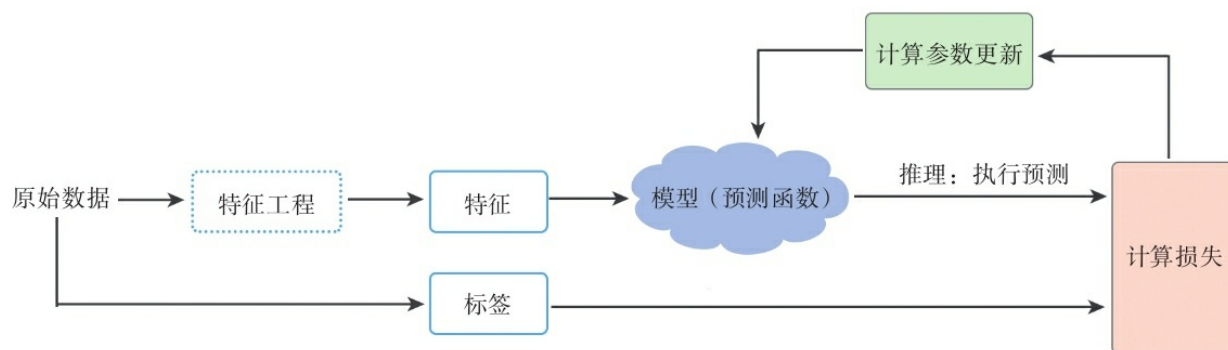 计算参数更新
原始数据
特征工程
特征
模型（预测函数）
推理：执行预测
计算损失
标签